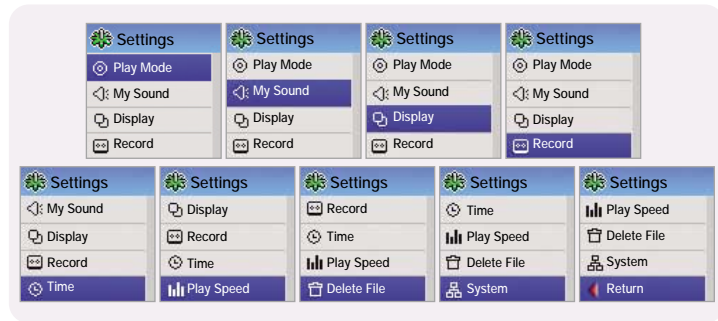 Settings
Play Mode
My Sound
Display
Record
Settings
Play Mode
My Sound
Display
Record
Settings
Play Mode
My Sound
Display
Record
Settings
Play Mode
My Sound
Display
Record
Settings
My Sound
Display
Record
Time
Settings
Display
Record
Time
Play Speed
Settings
Record
Time
Play Speed
Delete File
Settings
Time
Play Speed
Delete File
System
Settings
Play Speed
Delete File
System
Return